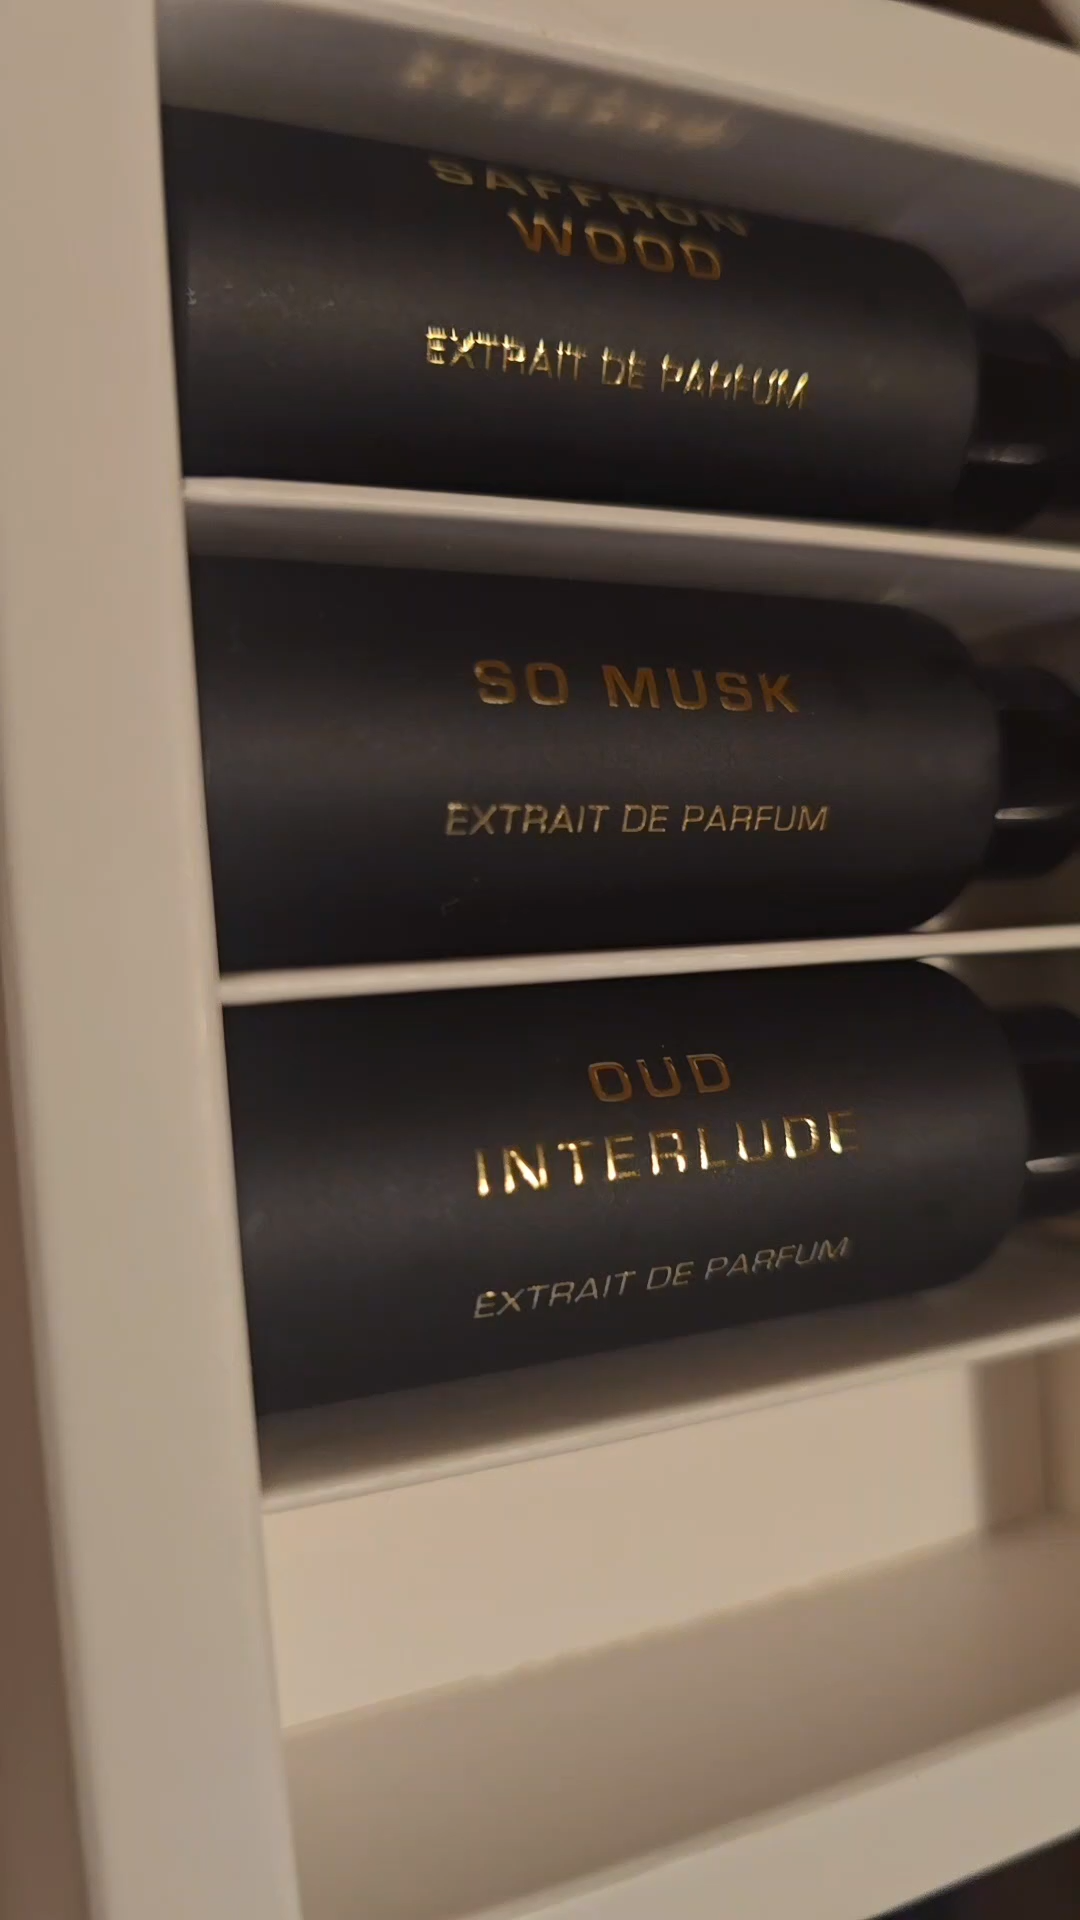 SAFFRON
WOOD
EXTRAIT DE PARFUM
SO MUSK
EXTRAIT DE PARFUM
OUD
INTERLUDE
EXTRAIT DE PARFUM